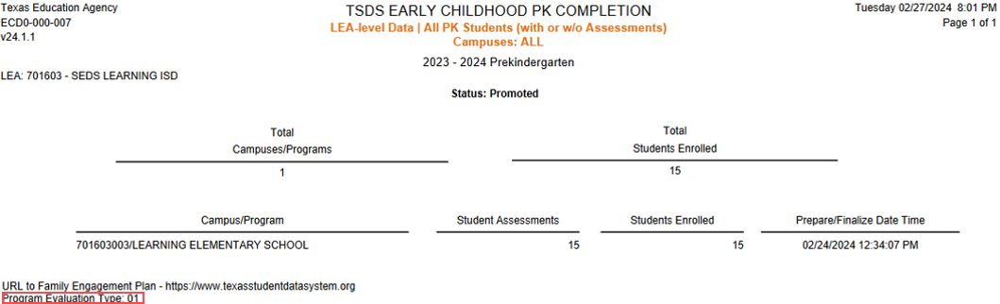 Texas Education Agency
ECD0-000-007
v24.1.1
TSDS EARLY CHILDHOOD PK COMPLETION
LEA-level Data | All PK Students (with or w/o Assessments)
Campuses: ALL
2023 - 2024 Prekindergarten
Tuesday 02/27/2024 8:01 PM
Page 1 of 1
LEA: 701603 - SEDS LEARNING ISD
Status: Promoted
Total Total
Campuses/Programs Students Enrolled
1 15
Campus/Program Student Assessments Students Enrolled Prepare/Finalize Date Time
701603003/LEARNING ELEMENTARY SCHOOL 15 15 02/24/2024 12:34:07 PM
URL to Family Engagement Plan - https://www.texasstudentdatasystem.org
Program Evaluation Type: 01